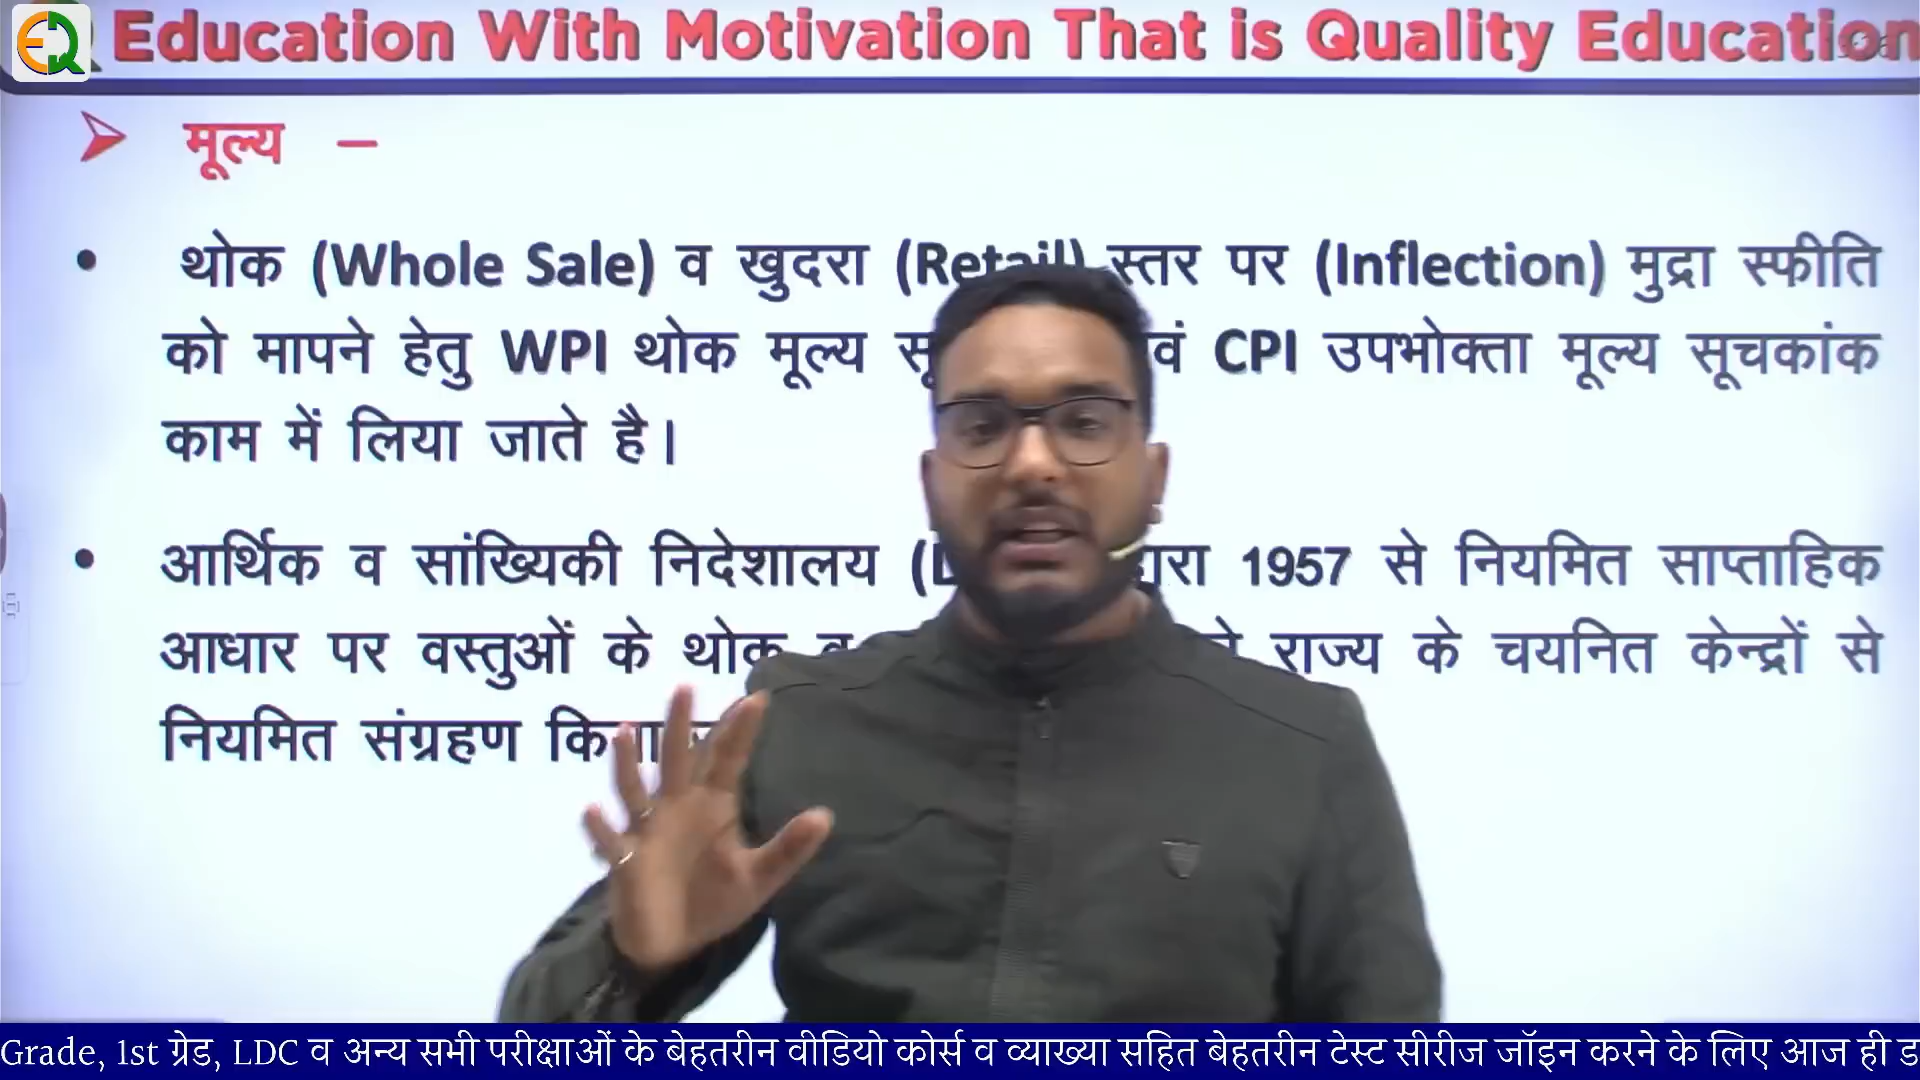 EQ
Education With Motivation That is Quality Education
मूल्य –
थोक (Whole Sale) व खुदरा (Retail) स्तर पर (Inflection) मुद्रा स्फीति
को मापने हेतु WPI थोक मूल्य एवं CPI उपभोक्ता मूल्य सूचकांक
काम में लिया जाते है।
आर्थिक व सांख्यिकी निदेशालय द्वारा 1957 से नियमित साप्ताहिक
आधार पर वस्तुओं के थोक व राज्य के चयनित केन्द्रों से
नियमित संग्रहण किया
Grade, 1st ग्रेड, LDC व अन्य सभी परीक्षाओं के बेहतरीन वीडियो कोर्स व व्याख्या सहित बेहतरीन टेस्ट सीरीज जॉइन करने के लिए आज ही